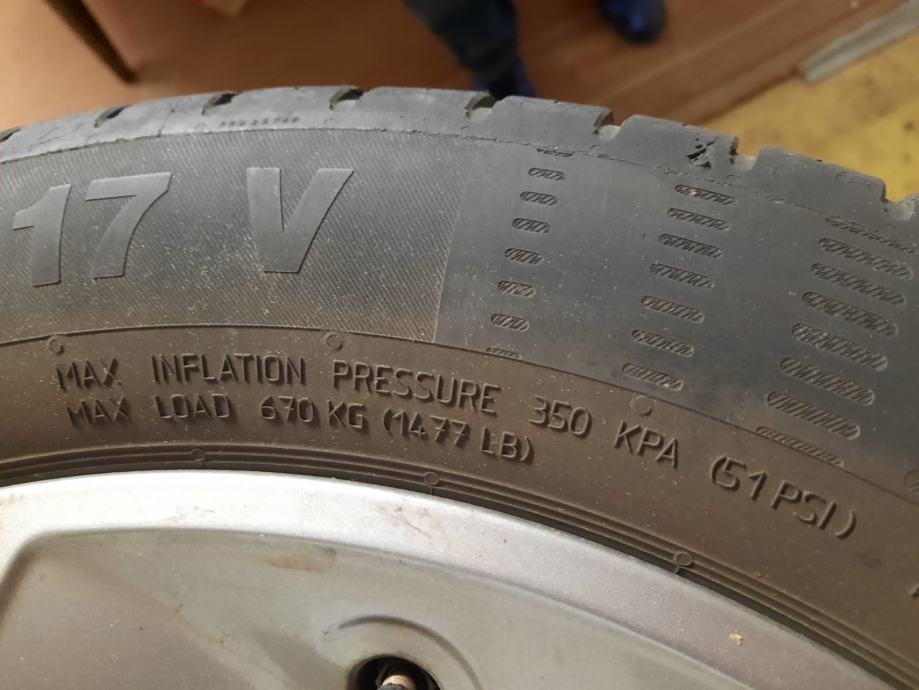 17 V
MAX INFLATION PRESSURE 350 KPA (51 PSI)
MAX LOAD 670 KG (1477 LB)